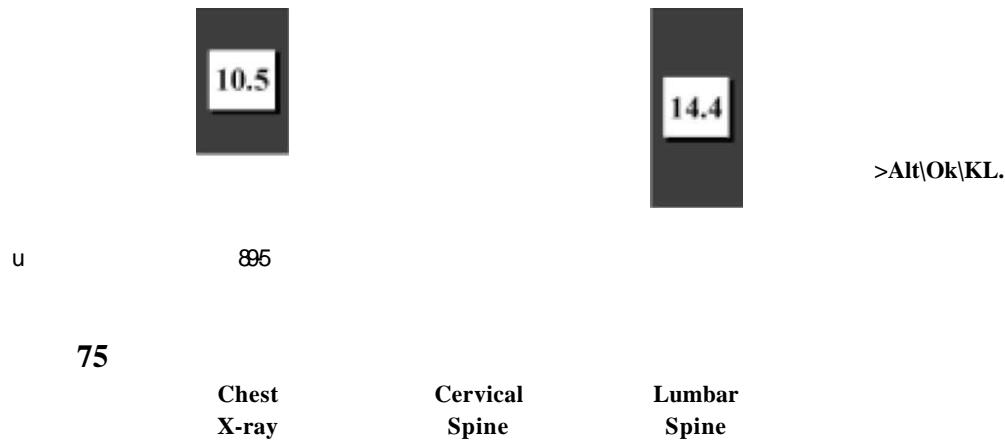 10.5
14.4
>Alt\Ok\KL.
u 895
75
Chest Cervical Lumbar
X-ray Spine Spine